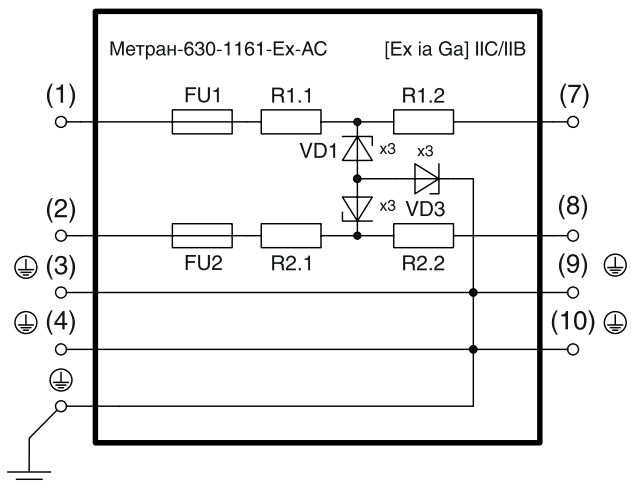 Метран-630-1161-Ex-AC [Ex ia Ga] IIC/IIB
(1) FU1 R1.1 R1.2 (7)
VD1 x3 x3
x3 VD3
(2) (8)
FU2 R2.1 R2.2
(3) (9)
(4) (10)